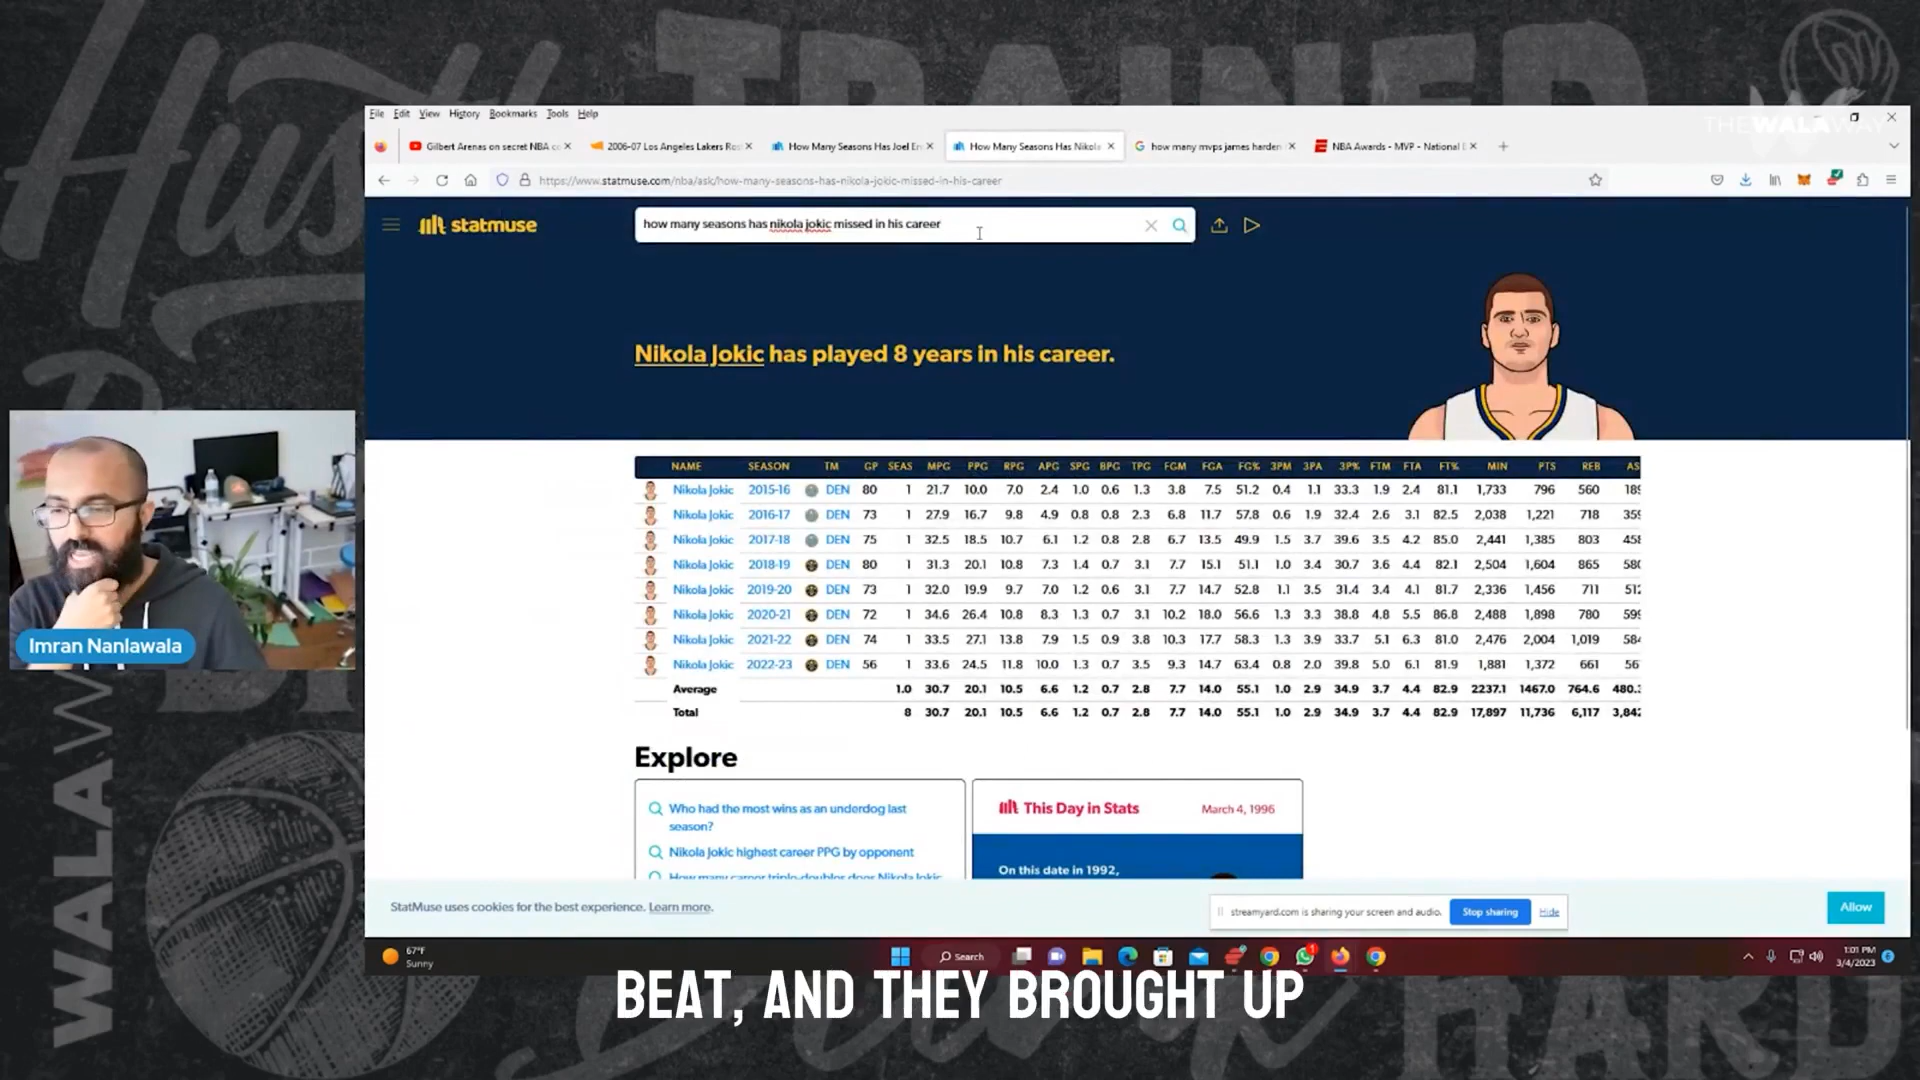 Hustle
TRAINED
THEWALAWAY
File Edit View History Bookmarks Tools Help
Gilbert Arenas on secret NBA co
2006-07 Los Angeles Lakers Ros
How Many Seasons Has Joel Em
How Many Seasons Has Nikola
how many mvps james harden
NBA Awards - MVP - National B
https://www.statmuse.com/nba/ask/how-many-seasons-has-nikola-jokic-missed-in-his-career
statmuse
how many seasons has nikola jokic missed in his career
Nikola Jokic has played 8 years in his career.
NAME SEASON TM GP SEAS MPG PPG RPG APG SPG BPG TPG FGM FGA FG% 3PM 3PA 3P% FTM FTA FT% MIN PTS REB AS
Nikola Jokic 2015-16 DEN 80 1 21.7 10.0 7.0 2.4 1.0 0.6 1.3 3.8 7.5 51.2 0.4 1.1 33.3 1.9 2.4 81.1 1,733 796 560 189
Nikola Jokic 2016-17 DEN 73 1 27.9 16.7 9.8 4.9 0.8 0.8 2.3 6.8 11.7 57.8 0.6 1.9 32.4 2.6 3.1 82.5 2,038 1,221 718 359
Nikola Jokic 2017-18 DEN 75 1 32.5 18.5 10.7 6.1 1.2 0.8 2.8 6.7 13.5 49.9 1.5 3.7 39.6 3.5 4.2 85.0 2,441 1,385 803 458
Nikola Jokic 2018-19 DEN 80 1 31.3 20.1 10.8 7.3 1.4 0.7 3.1 7.7 15.1 51.1 1.0 3.4 30.7 3.6 4.4 82.1 2,504 1,604 865 580
Nikola Jokic 2019-20 DEN 73 1 32.0 19.9 9.7 7.0 1.2 0.6 3.1 7.7 14.7 52.8 1.1 3.5 31.4 3.4 4.1 81.7 2,336 1,456 711 512
Nikola Jokic 2020-21 DEN 72 1 34.6 26.4 10.8 8.3 1.3 0.7 3.1 10.2 18.0 56.6 1.3 3.3 38.8 4.8 5.5 86.8 2,488 1,898 780 599
Nikola Jokic 2021-22 DEN 74 1 33.5 27.1 13.8 7.9 1.5 0.9 3.8 10.3 17.7 58.3 1.3 3.9 33.7 5.1 6.3 81.0 2,476 2,004 1,019 584
Nikola Jokic 2022-23 DEN 56 1 33.6 24.5 11.8 10.0 1.3 0.7 3.5 9.3 14.7 63.4 0.8 2.0 39.8 5.0 6.1 81.9 1,881 1,372 661 56
Average 1.0 30.7 20.1 10.5 6.6 1.2 0.7 2.8 7.7 14.0 55.1 1.0 2.9 34.9 3.7 4.4 82.9 2237.1 1467.0 764.6 480.3
Total 8 30.7 20.1 10.5 6.6 1.2 0.7 2.8 7.7 14.0 55.1 1.0 2.9 34.9 3.7 4.4 82.9 17,897 11,736 6,117 3,842
Imran Nanlawala
Explore
Who had the most wins as an underdog last
season?
Nikola Jokic highest career PPG by opponent
How many career triple-doubles does Nikola Jokic
This Day in Stats March 4, 1996
On this date in 1992,
StatMuse uses cookies for the best experience. Learn more.
streamyard.com is sharing your screen and audio. Stop sharing Hide
Allow
67°F
Sunny
Search
1:01 PM
3/4/2023
WALAW
HARD
BEAT, AND THEY BROUGHT UP